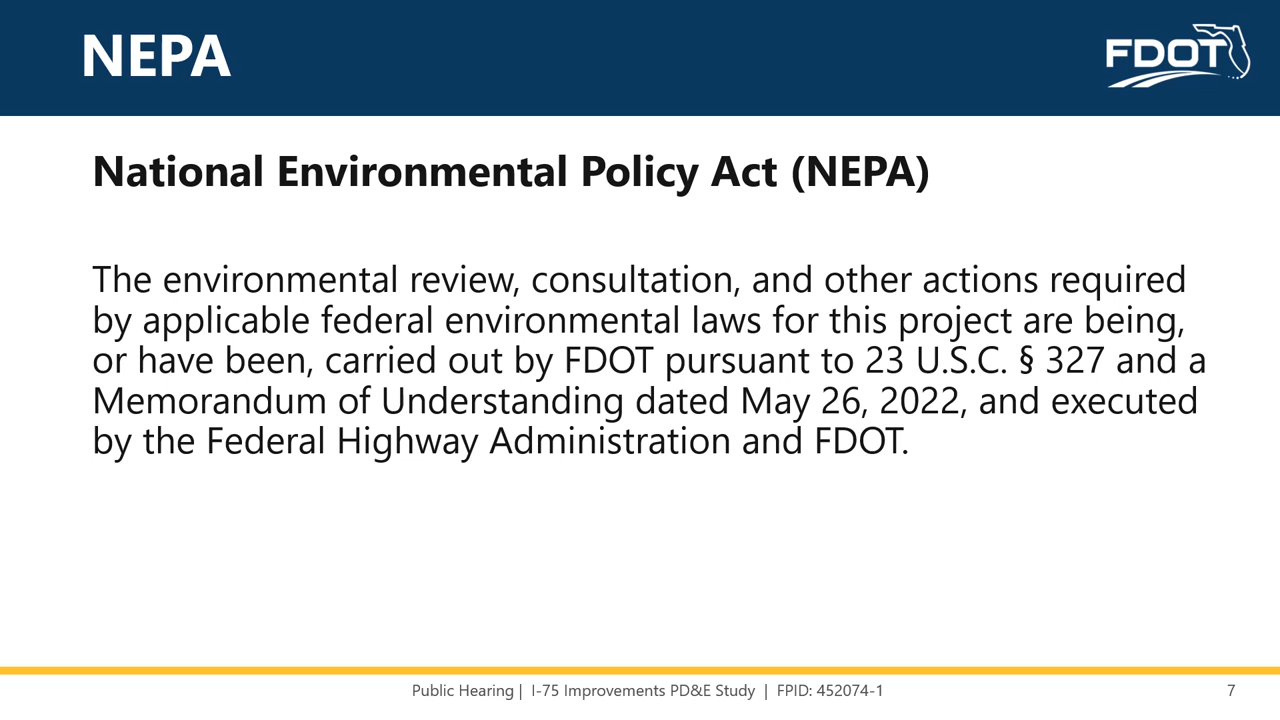 NEPA
FDOT
National Environmental Policy Act (NEPA)
The environmental review, consultation, and other actions required
by applicable federal environmental laws for this project are being,
or have been, carried out by FDOT pursuant to 23 U.S.C. § 327 and a
Memorandum of Understanding dated May 26, 2022, and executed
by the Federal Highway Administration and FDOT.
Public Hearing | I-75 Improvements PD&E Study | FPID: 452074-1
7